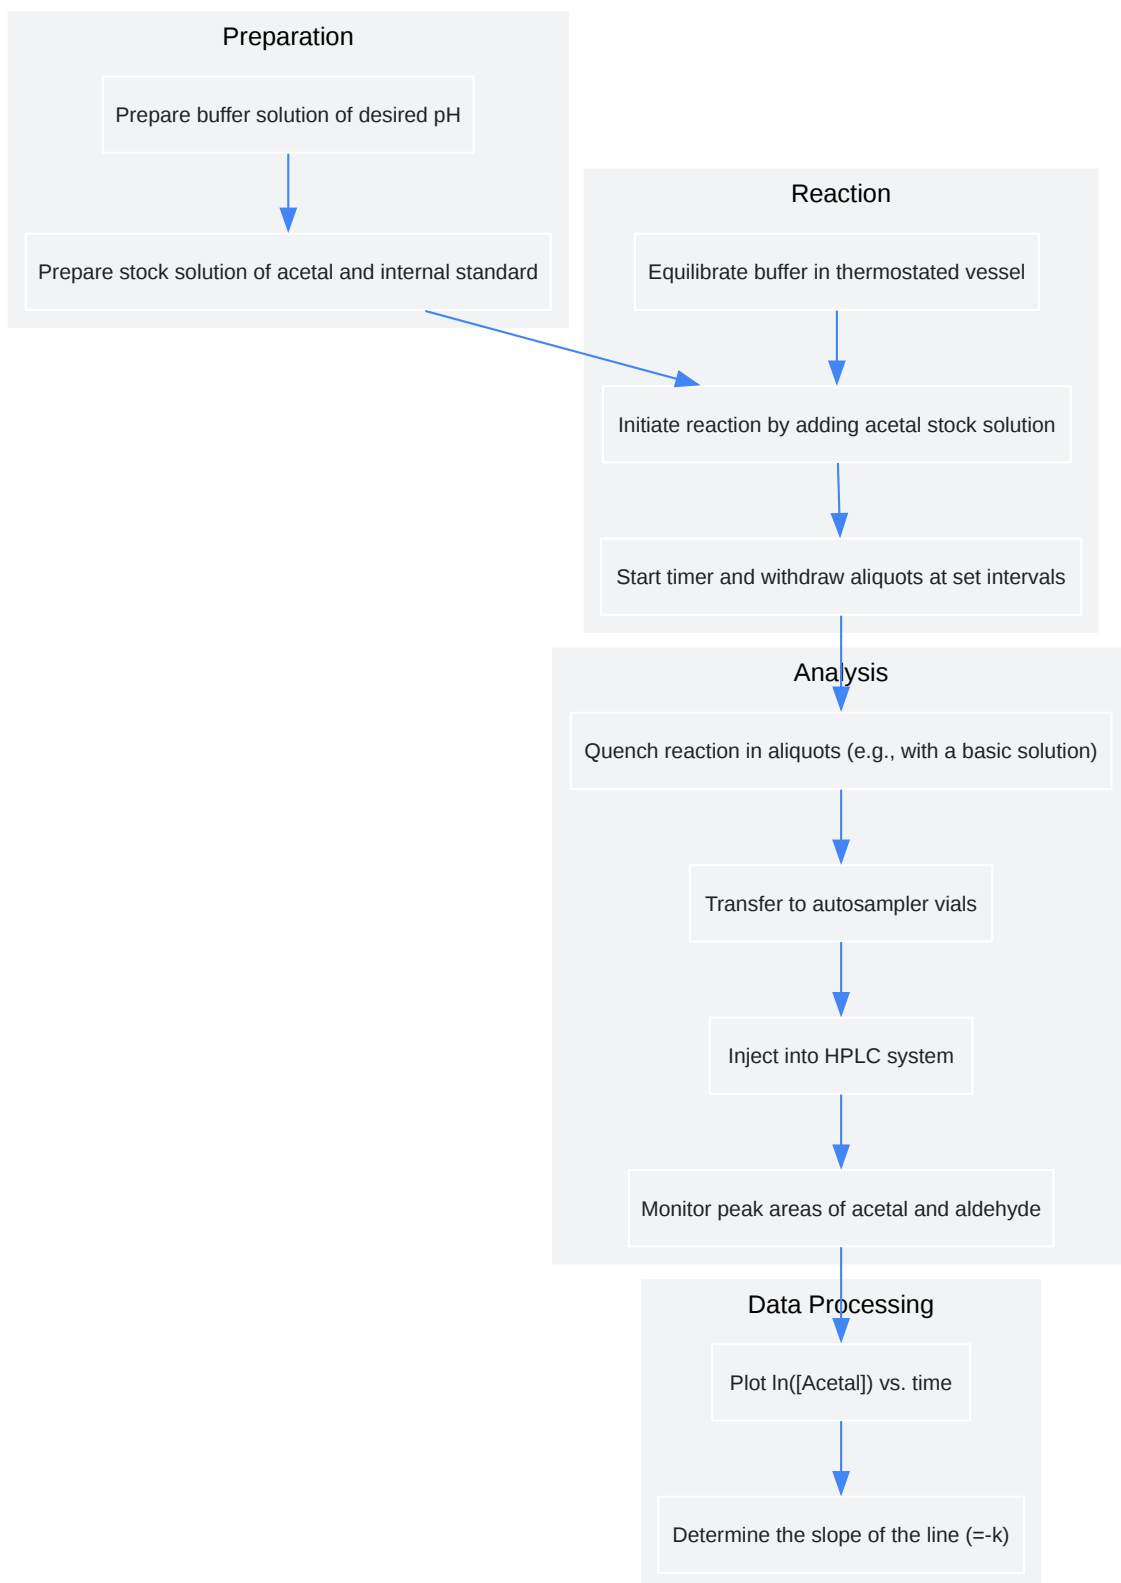 Preparation
Prepare buffer solution of desired pH
Prepare stock solution of acetal and internal standard
Reaction
Equilibrate buffer in thermostated vessel
Initiate reaction by adding acetal stock solution
Start timer and withdraw aliquots at set intervals
Analysis
Quench reaction in aliquots (e.g., with a basic solution)
Transfer to autosampler vials
Inject into HPLC system
Monitor peak areas of acetal and aldehyde
Data Processing
Plot ln([Acetal]) vs. time
Determine the slope of the line (=-k)